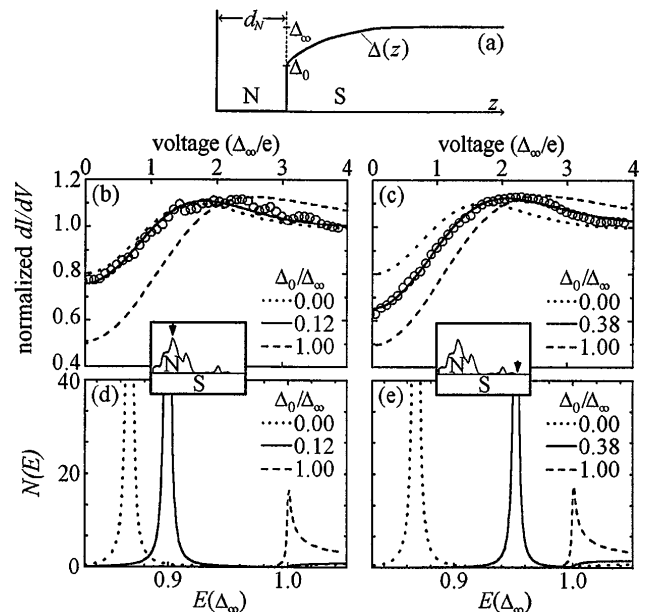 d_N
Δ∞
(a)
Δ(z)
Δ0
N
S
z
voltage (Δ∞/e)
voltage (Δ∞/e)
0 1 2 3 4
0 1 2 3 4
normalized dI/dV
1.2
1.0
0.8
0.6
0.4
(b)
Δ0/Δ∞
0.00
0.12
1.00
(c)
Δ0/Δ∞
0.00
0.38
1.00
N
S
N
S
N(E)
40
20
0
(d)
Δ0/Δ∞
0.00
0.12
1.00
(e)
Δ0/Δ∞
0.00
0.38
1.00
0.9 1.0
0.9 1.0
E(Δ∞)
E(Δ∞)